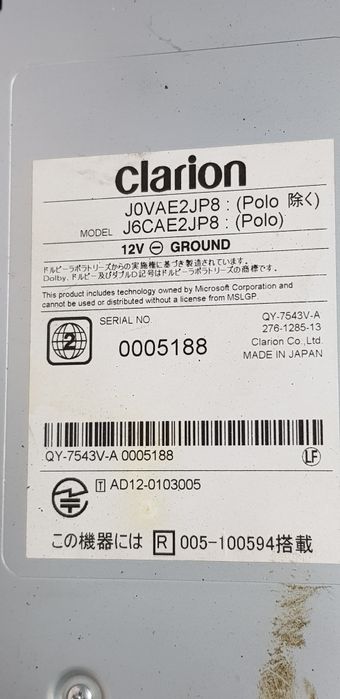 clarion
J0VAE2JP8 : (Polo 除く)
MODEL J6CAE2JP8 : (Polo)
12V ⊖ GROUND
ドルビーラボラトリーズからの実施権に基づき製造されています。
Dolby、ドルビー及びダブルD記号はドルビーラボラトリーズの商標です。
This product includes technology owned by Microsoft Corporation and
cannot be used or distributed without a license from MSLGP
2
SERIAL NO.
0005188
QY-7543V-A
276-1285-13
Clarion Co.,Ltd.
MADE IN JAPAN
QY-7543V-A 0005188
LF
T AD12-0103005
この機器には R 005-100594搭載